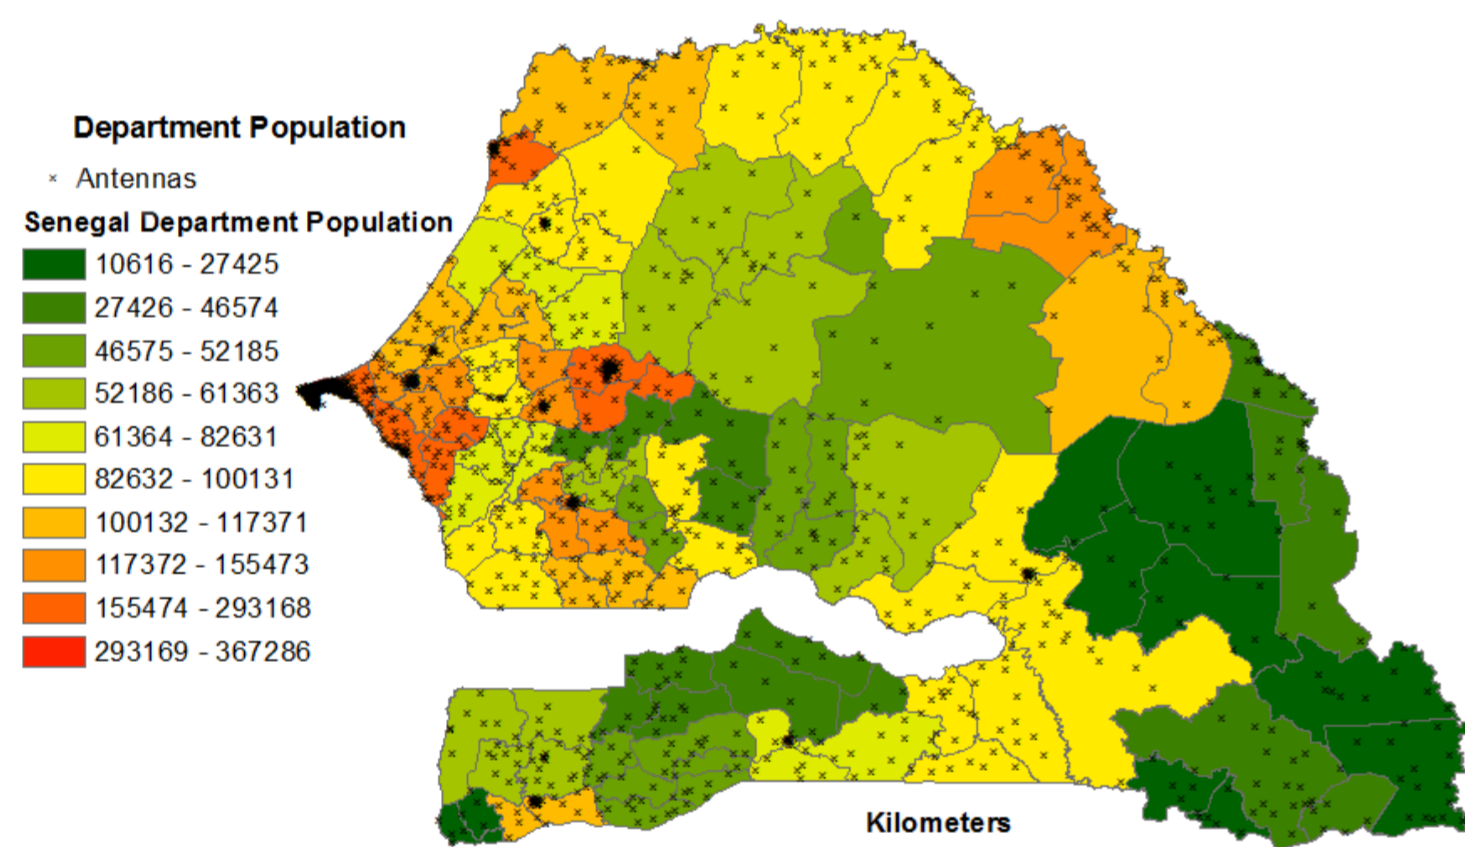 Department Population
Antennas
Senegal Department Population
10616 - 27425
27426 - 46574
46575 - 52185
52186 - 61363
61364 - 82631
82632 - 100131
100132 - 117371
117372 - 155473
155474 - 293168
293169 - 367286
Kilometers